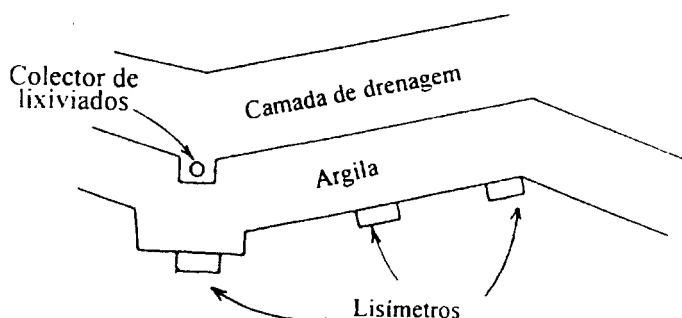 Colector de
lixiviados
Camada de drenagem
Argila
Lisímetros